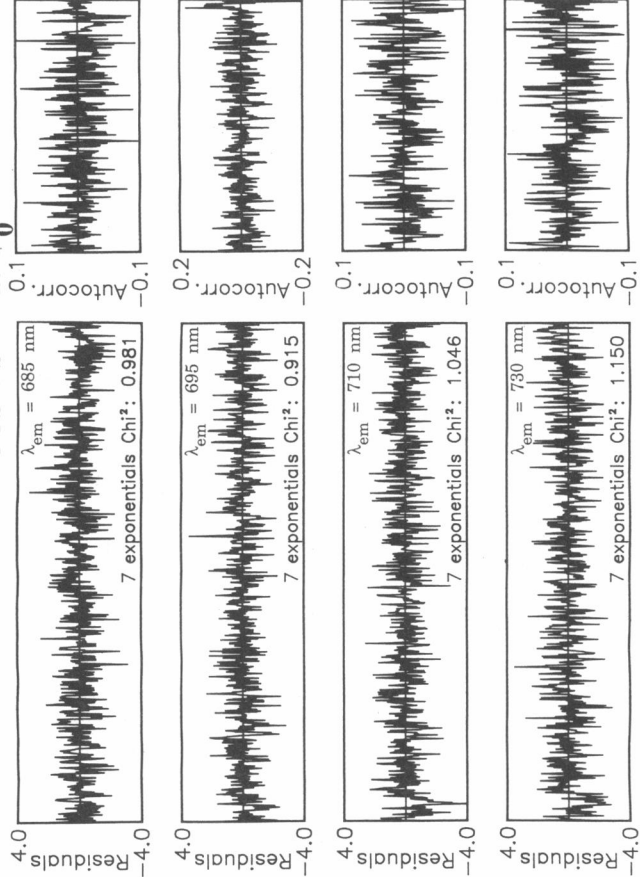 0
4.0
Residuals
−4.0
λem = 685 nm
7 exponentials Chi²: 0.981
0.1
Autocorr.
−0.1
4.0
Residuals
−4.0
λem = 695 nm
7 exponentials Chi²: 0.915
0.2
Autocorr.
−0.2
4.0
Residuals
−4.0
λem = 710 nm
7 exponentials Chi²: 1.046
0.1
Autocorr.
−0.1
4.0
Residuals
−4.0
λem = 730 nm
7 exponentials Chi²: 1.150
0.1
Autocorr.
−0.1